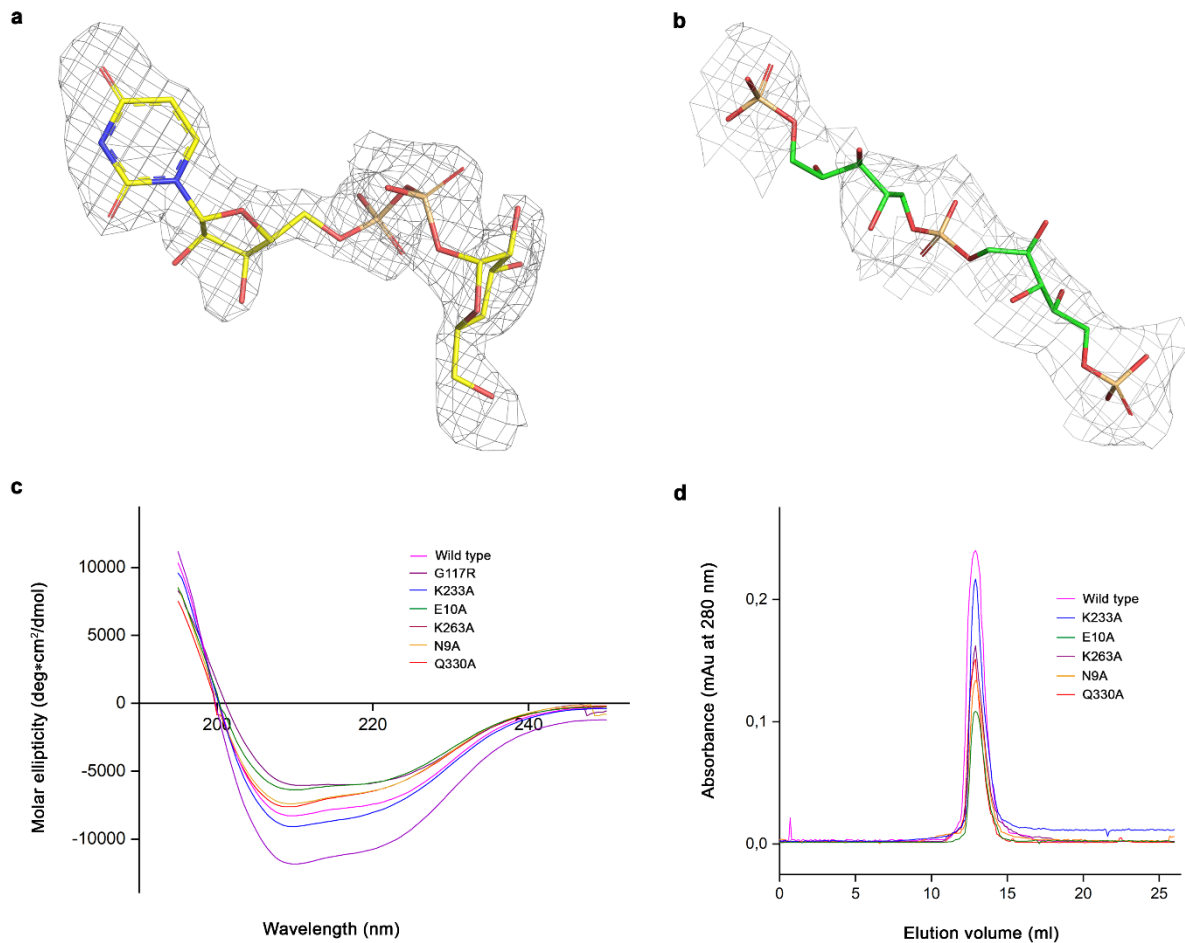 a
b
c
Molar ellipticity (deg*cm²/dmol)
10000
5000
0
-5000
-10000
200
220
240
Wild type
G117R
K233A
E10A
K263A
N9A
Q330A
Wavelength (nm)
d
Absorbance (mAu at 280 nm)
0,2
0,1
0,0
0
5
10
15
20
25
Wild type
K233A
E10A
K263A
N9A
Q330A
Elution volume (ml)